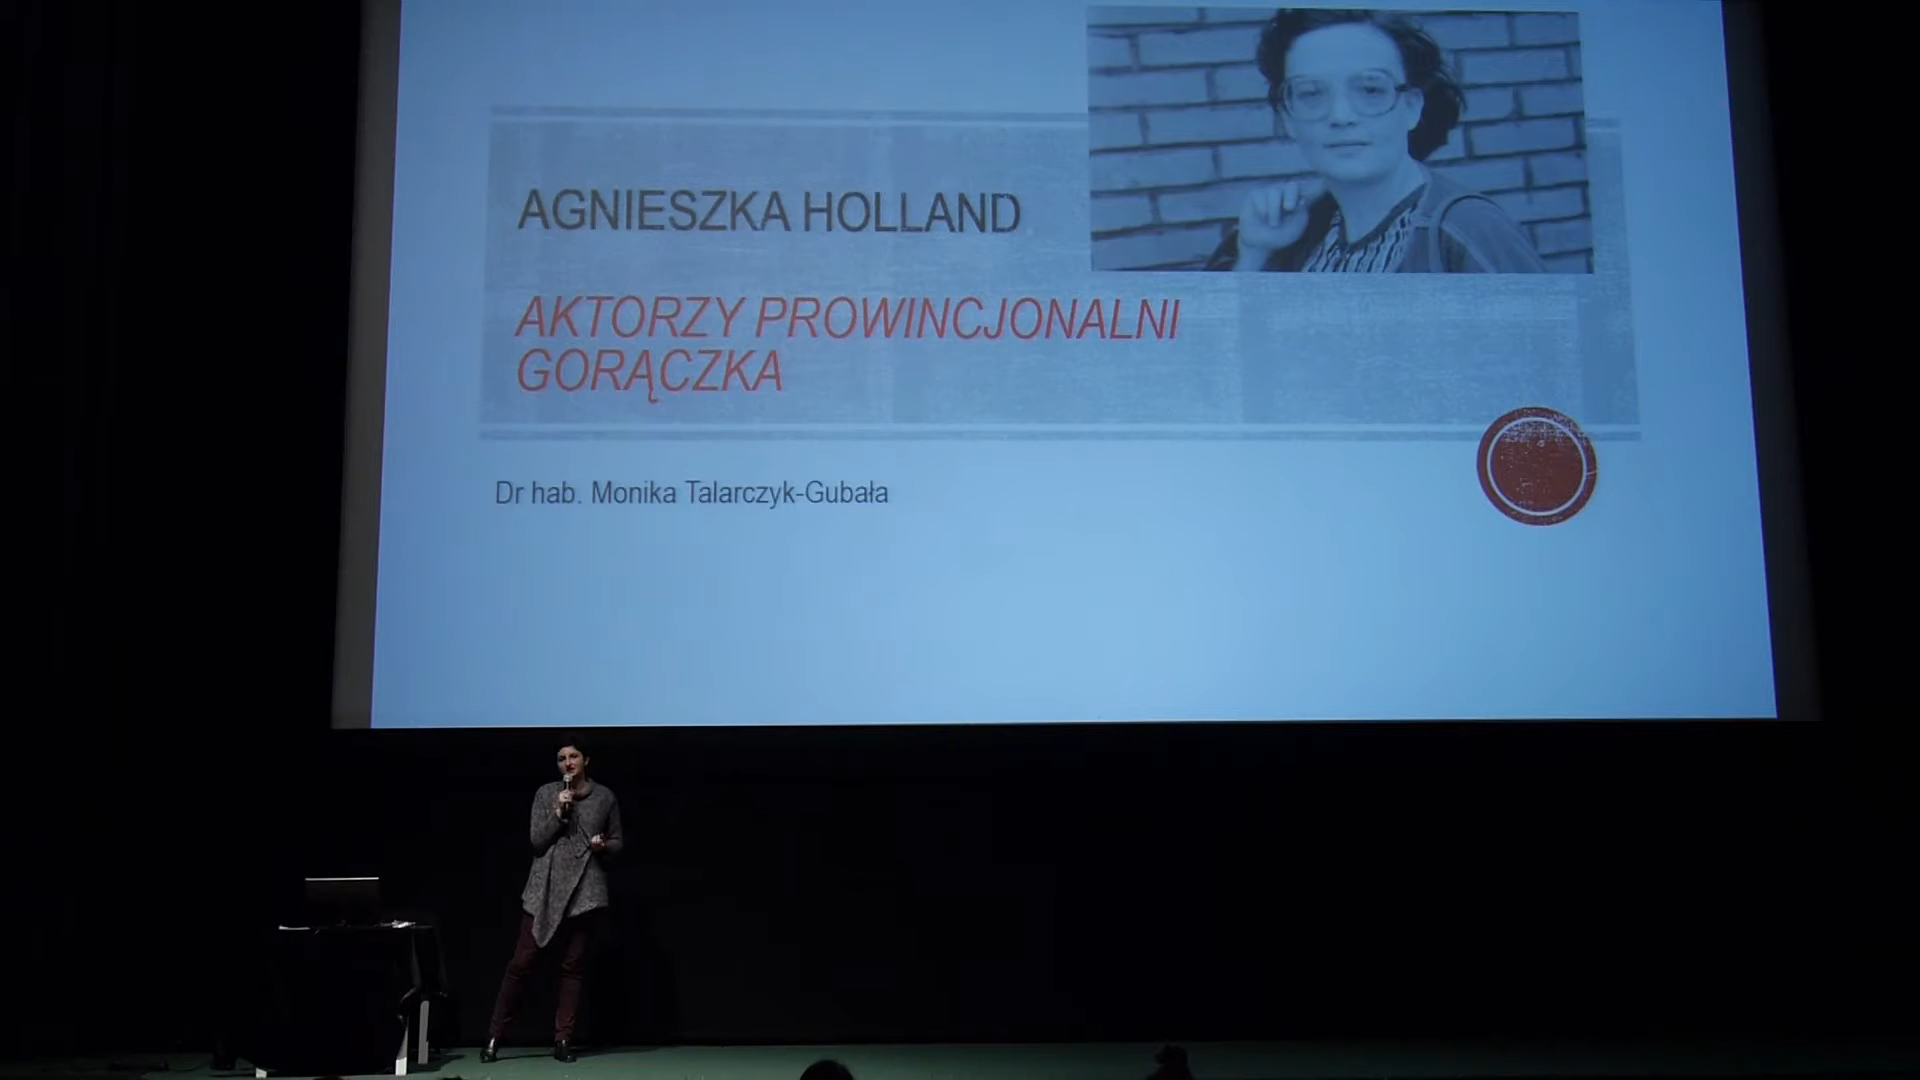 AGNIESZKA HOLLAND
AKTORZY PROWINCJONALNI
GORĄCZKA
Dr hab. Monika Talarczyk-Gubała